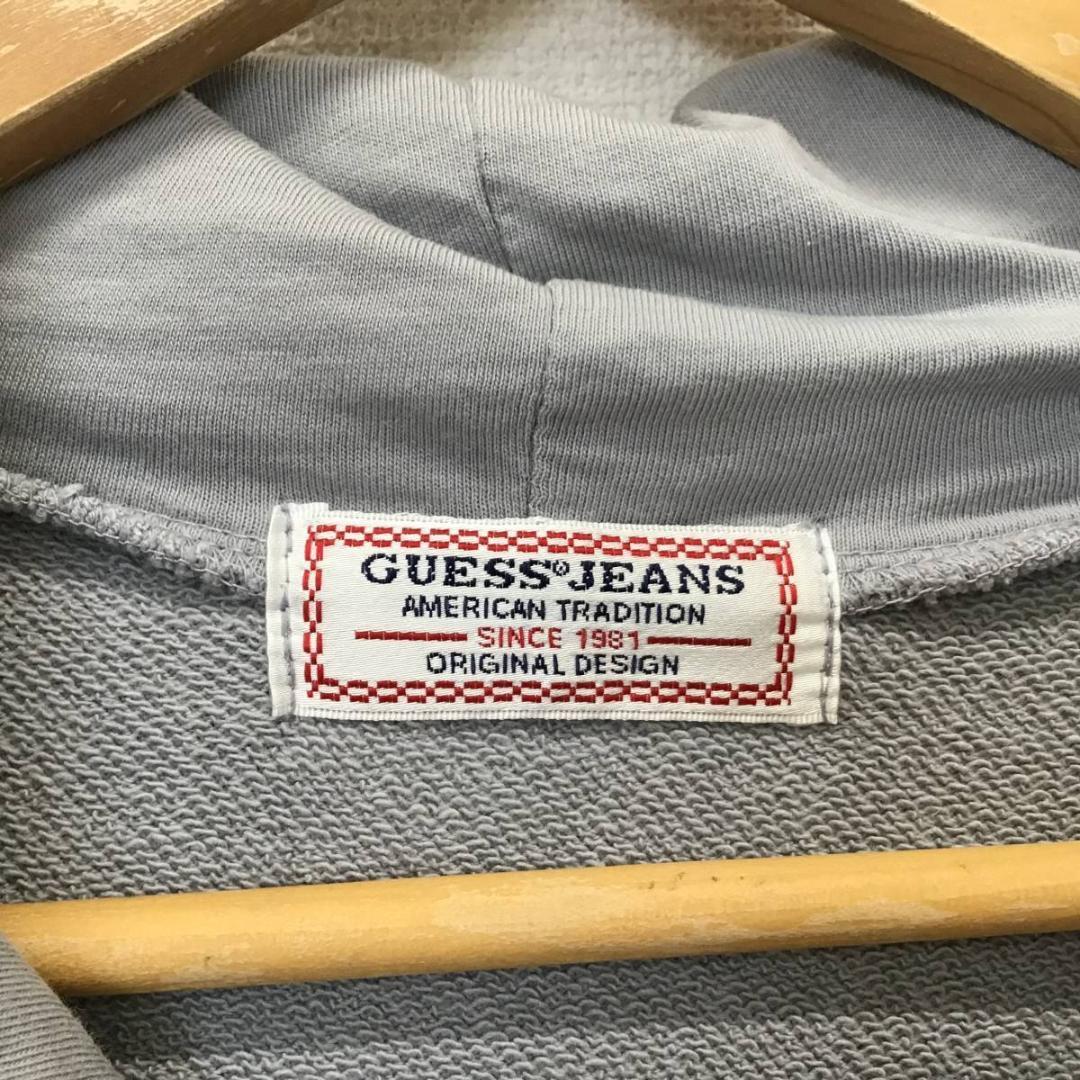 GUESS® JEANS
AMERICAN TRADITION
SINCE 1981
ORIGINAL DESIGN